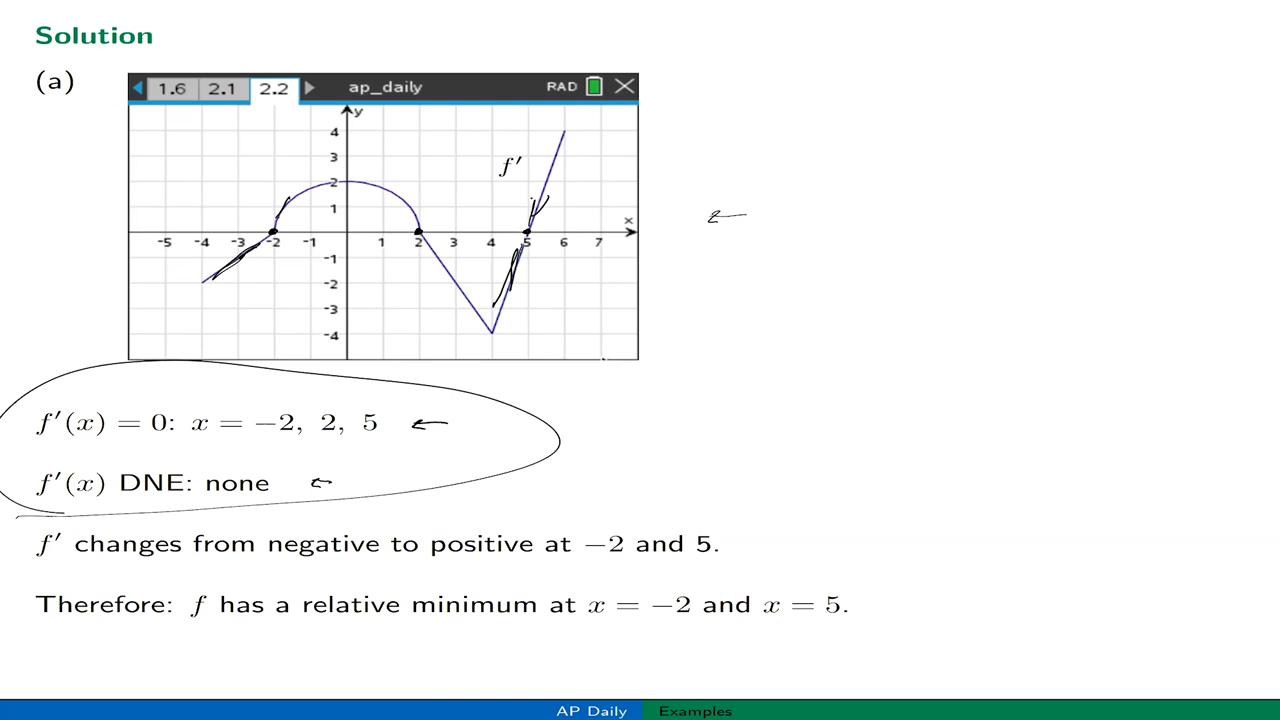 Solution
(a)
1.6 2.1 2.2 ap_daily RAD
y
4
3
f′
2
1
x
-5 -4 -3 -2 -1 1 2 3 4 5 6 7
-1
-2
-3
-4
f′(x) = 0: x = −2, 2, 5
f′(x) DNE: none
f′ changes from negative to positive at −2 and 5.
Therefore: f has a relative minimum at x = −2 and x = 5.
AP Daily Examples